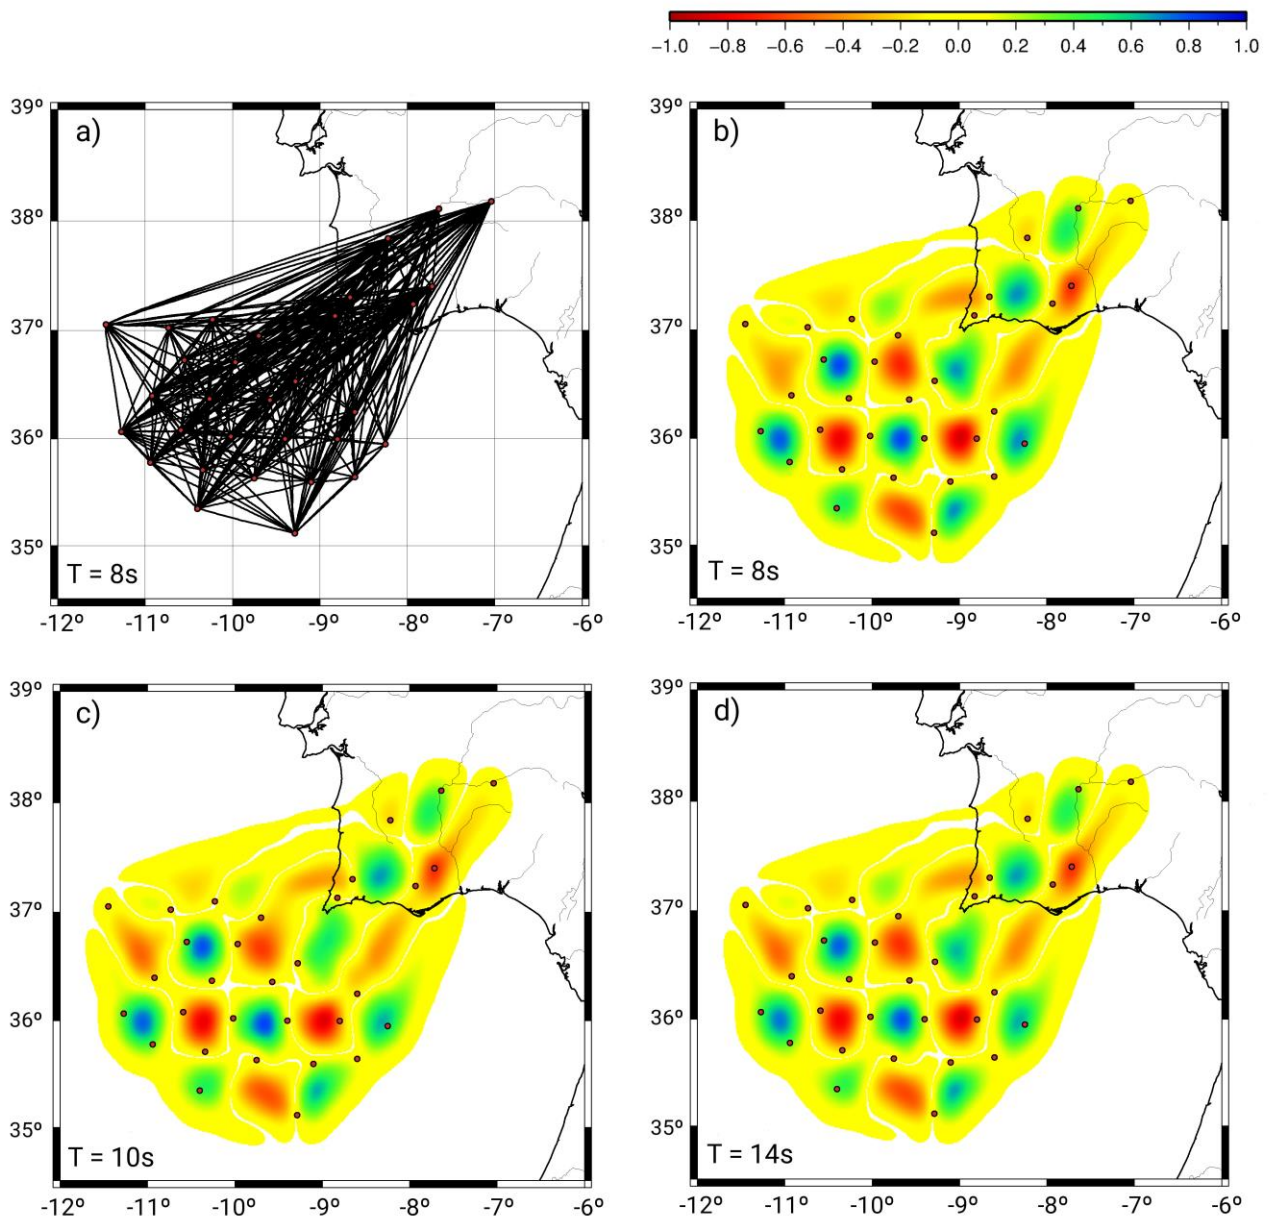 −1.0 −0.8 −0.6 −0.4 −0.2 0.0 0.2 0.4 0.6 0.8 1.0
39º
a)
38º
37º
36º
35º
T = 8s
-12º -11º -10º -9º -8º -7º -6º
39º
b)
38º
37º
36º
35º
T = 8s
-12º -11º -10º -9º -8º -7º -6º
39º
c)
38º
37º
36º
35º
T = 10s
-12º -11º -10º -9º -8º -7º -6º
39º
d)
38º
37º
36º
35º
T = 14s
-12º -11º -10º -9º -8º -7º -6º